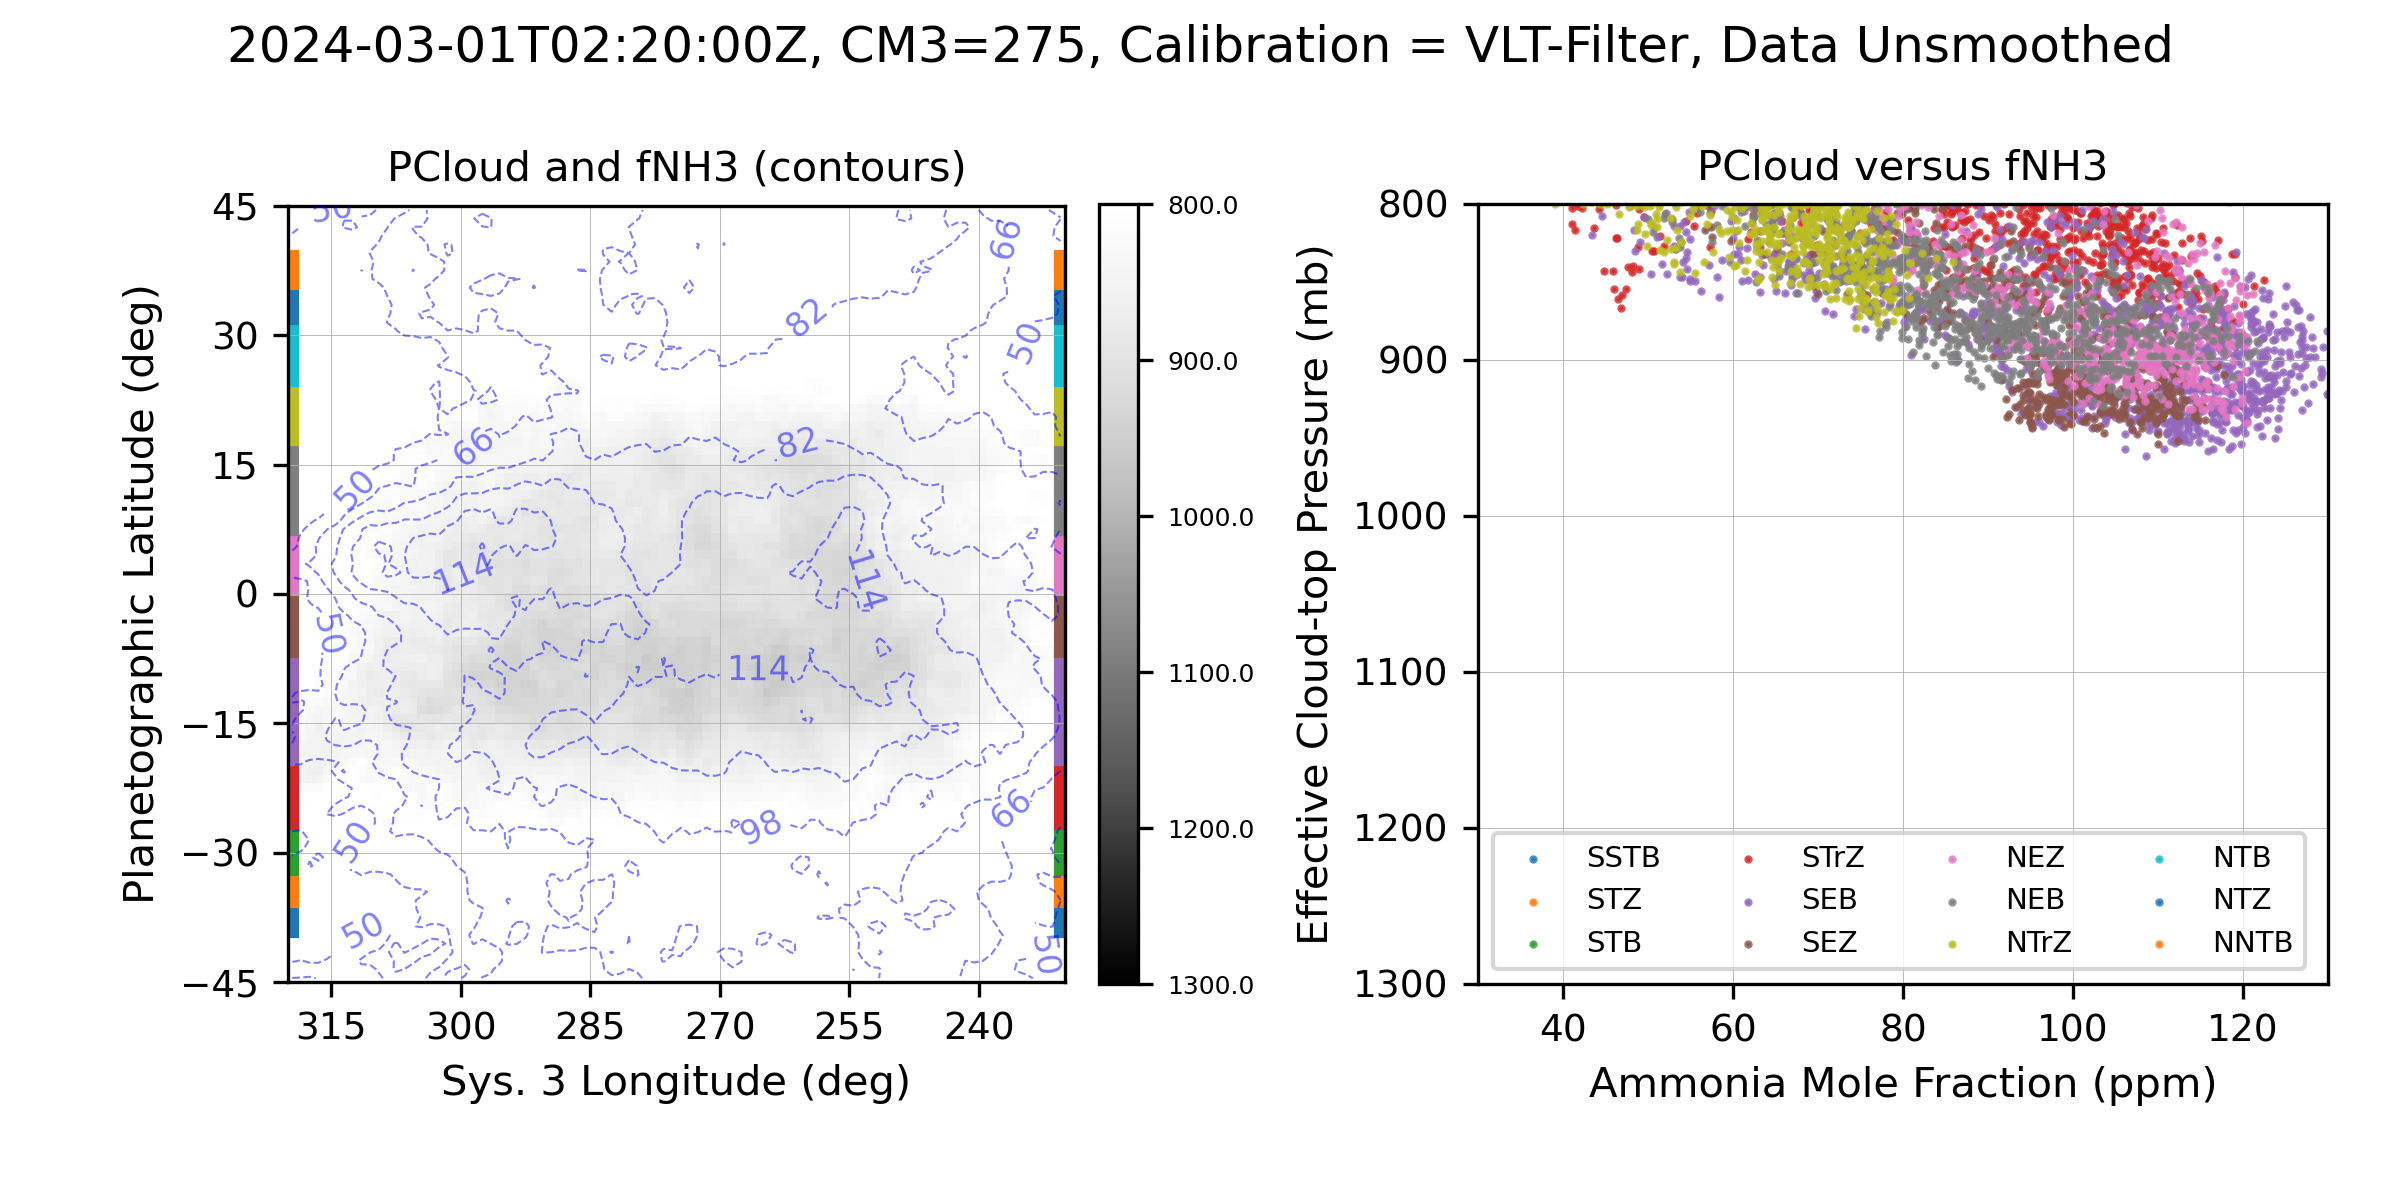 2024-03-01T02:20:00Z, CM3=275, Calibration = VLT-Filter, Data Unsmoothed
PCloud and fNH3 (contours)
Planetographic Latitude (deg)
45
30
15
0
−15
−30
−45
315 300 285 270 255 240
Sys. 3 Longitude (deg)
50
66
82
50
66
82
50
114
114
50
114
66
98
50
50
50
800.0
900.0
1000.0
1100.0
1200.0
1300.0
PCloud versus fNH3
Effective Cloud-top Pressure (mb)
800
900
1000
1100
1200
1300
SSTB STrZ NEZ NTB
STZ SEB NEB NTZ
STB SEZ NTrZ NNTB
40 60 80 100 120
Ammonia Mole Fraction (ppm)